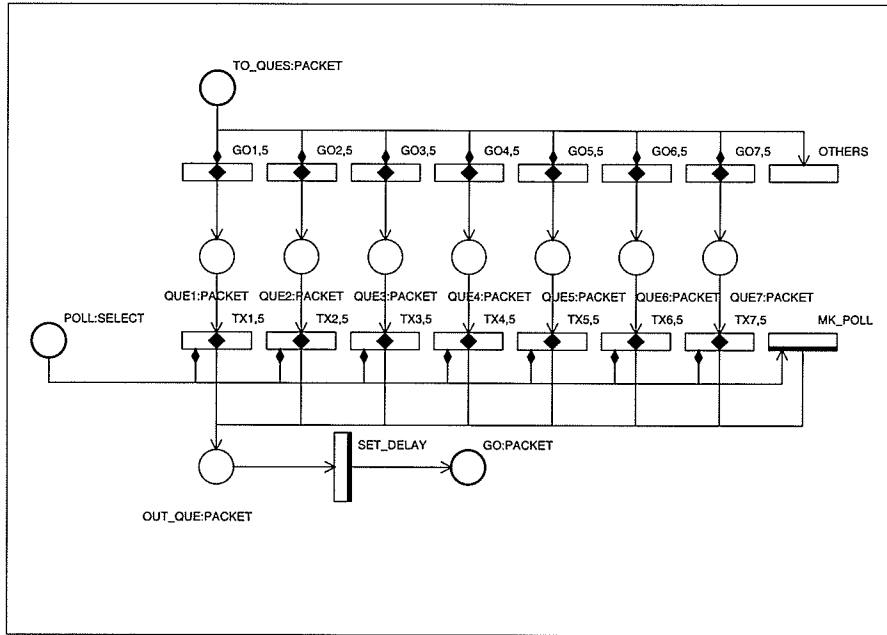 TO_QUES:PACKET
GO1,5 GO2,5 GO3,5 GO4,5 GO5,5 GO6,5 GO7,5 OTHERS
QUE1:PACKET QUE2:PACKET QUE3:PACKET QUE4:PACKET QUE5:PACKET QUE6:PACKET QUE7:PACKET
POLL:SELECT TX1,5 TX2,5 TX3,5 TX4,5 TX5,5 TX6,5 TX7,5 MK_POLL
SET_DELAY GO:PACKET
OUT_QUE:PACKET